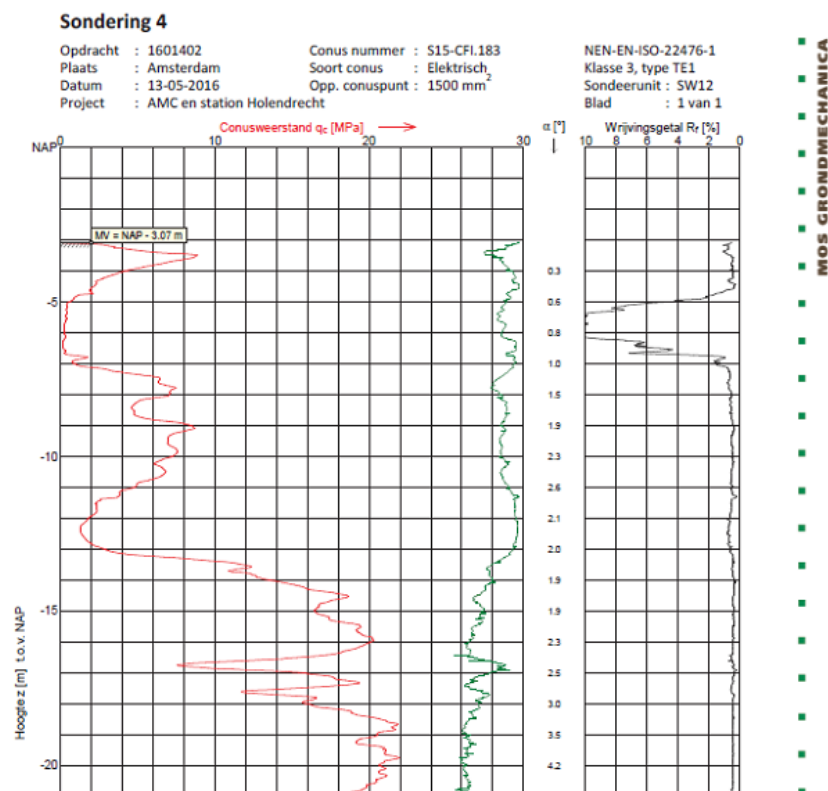 Sondering 4
Opdracht : 1601402 Conus nummer : S15-CFI.183 NEN-EN-ISO-22476-1
Plaats : Amsterdam Soort conus : Elektrisch Klasse 3, type TE1
Datum : 13-05-2016 Opp. conuspunt : 1500 mm2 Sondeerunit : SW12
Project : AMC en station Holendrecht Blad : 1 van 1
Conusweerstand qc [MPa] α [°] Wrijvingsgetal Rf [%]
NAP 0 10 20 30 10 8 6 4 2 0
MV = NAP - 3.07 m
0.3
-5 0.6
0.8
1.0
1.5
1.9
-10 2.3
2.6
2.1
2.0
1.9
-15 1.9
2.3
2.5
3.0
3.5
-20 4.2
Hoogte z [m] t.o.v. NAP
MOS GRONDMECHANICA